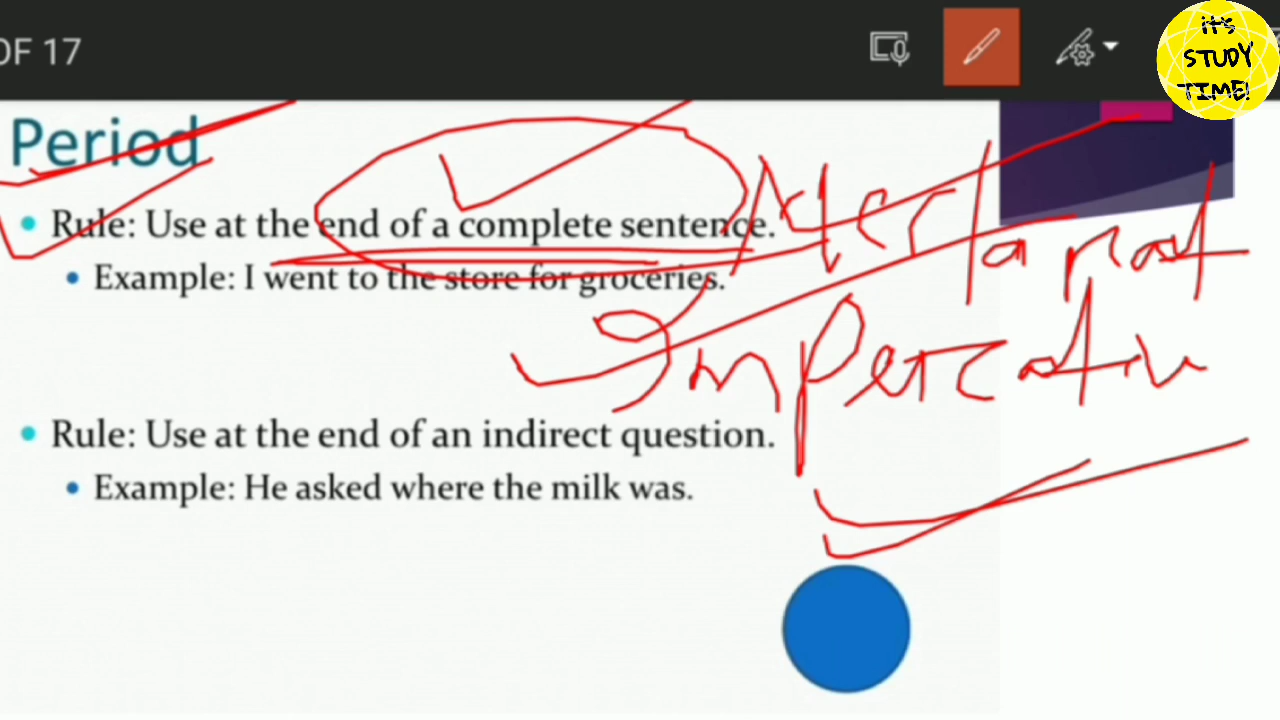 OF 17
it's
STUDY
TIME!
Period
Rule: Use at the end of a complete sentence.
Example: I went to the store for groceries.
Rule: Use at the end of an indirect question.
Example: He asked where the milk was.